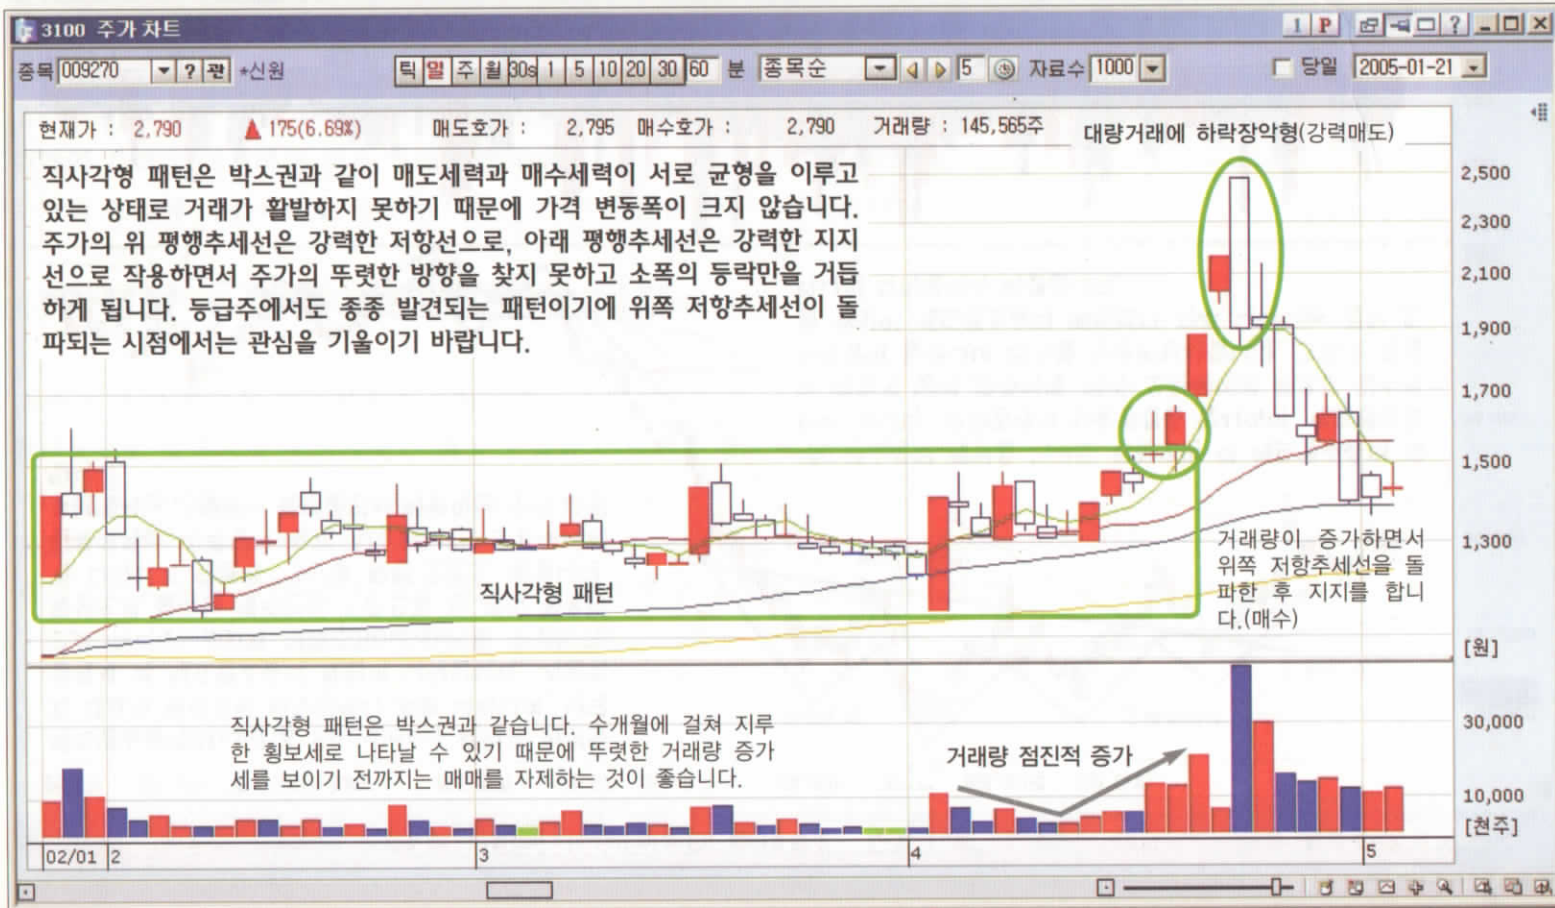 3100 주가 차트
1 P ?
종목 009270 ? 관 *신원 틱 일 주 월 30s 1 5 10 20 30 60 분 종목순 5 자료수 1000 당일 2005-01-21
현재가 : 2,790 ▲ 175(6.69%) 매도호가 : 2,795 매수호가 : 2,790 거래량 : 145,565주
대량거래에 하락장악형(강력매도)
직사각형 패턴은 박스권과 같이 매도세력과 매수세력이 서로 균형을 이루고
있는 상태로 거래가 활발하지 못하기 때문에 가격 변동폭이 크지 않습니다.
주가의 위 평행추세선은 강력한 저항선으로, 아래 평행추세선은 강력한 지지
선으로 작용하면서 주가의 뚜렷한 방향을 찾지 못하고 소폭의 등락만을 거듭
하게 됩니다. 등급주에서도 종종 발견되는 패턴이기에 위쪽 저항추세선이 돌
파되는 시점에서는 관심을 기울이기 바랍니다.
2,500
2,300
2,100
1,900
1,700
1,500
1,300
[원]
직사각형 패턴
거래량이 증가하면서
위쪽 저항추세선을 돌
파한 후 지지를 합니
다.(매수)
직사각형 패턴은 박스권과 같습니다. 수개월에 걸쳐 지루
한 횡보세로 나타날 수 있기 때문에 뚜렷한 거래량 증가
세를 보이기 전까지는 매매를 자제하는 것이 좋습니다.
거래량 점진적 증가
30,000
10,000
[천주]
02/01 2 3 4 5